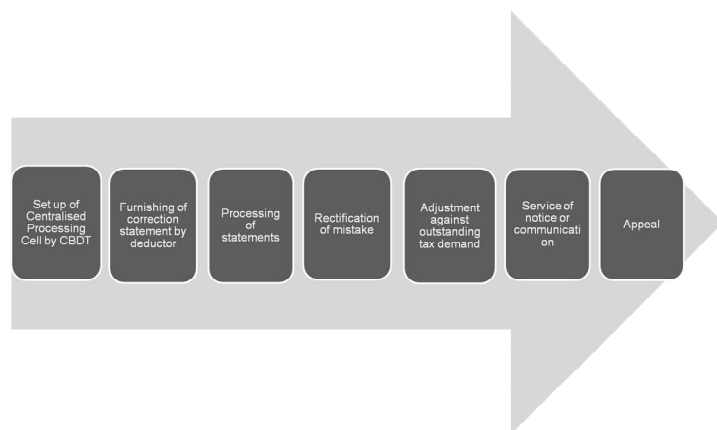 Set up of
Centralised
Processing
Cell by CBDT
Furnishing of
correction
statement by
deductor
Processing
of
statements
Rectification
of mistake
Adjustment
against
outstanding
tax demand
Service of
notice or
communicati
on
Appeal